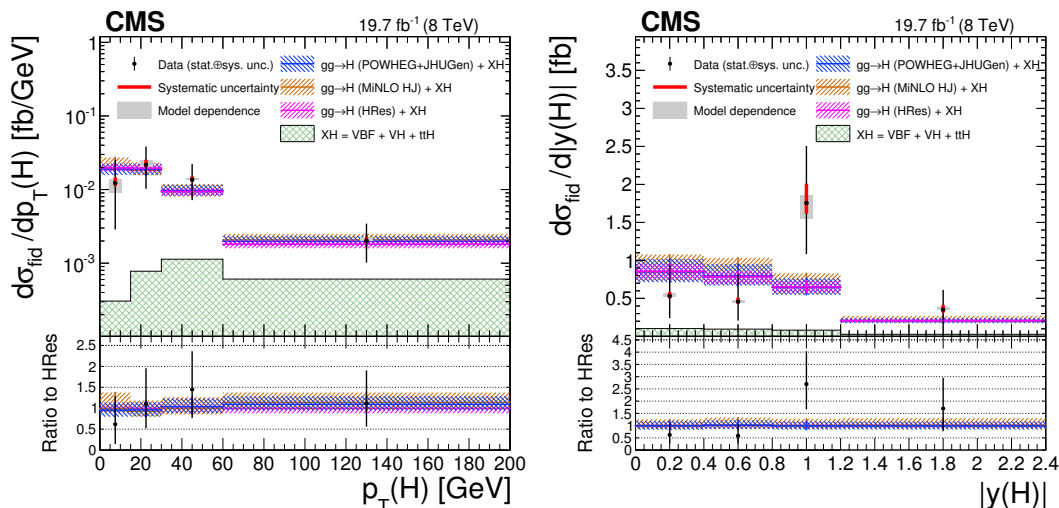 CMS
19.7 fb⁻¹ (8 TeV)
dσ_fid /dp_T(H) [fb/GeV]
1
10⁻¹
10⁻²
10⁻³
Data (stat.⊕sys. unc.)
Systematic uncertainty
Model dependence
gg→H (POWHEG+JHUGen) + XH
gg→H (MiNLO HJ) + XH
gg→H (HRes) + XH
XH = VBF + VH + ttH
Ratio to HRes
2.5
2
1.5
1
0.5
0
0 20 40 60 80 100 120 140 160 180 200
p_T(H) [GeV]
CMS
19.7 fb⁻¹ (8 TeV)
dσ_fid /d|y(H)| [fb]
3.5
3
2.5
2
1.5
1
0.5
Data (stat.⊕sys. unc.)
Systematic uncertainty
Model dependence
gg→H (POWHEG+JHUGen) + XH
gg→H (MiNLO HJ) + XH
gg→H (HRes) + XH
XH = VBF + VH + ttH
Ratio to HRes
4.5
4
3.5
3
2.5
2
1.5
1
0.5
0
0 0.2 0.4 0.6 0.8 1 1.2 1.4 1.6 1.8 2 2.2 2.4
|y(H)|